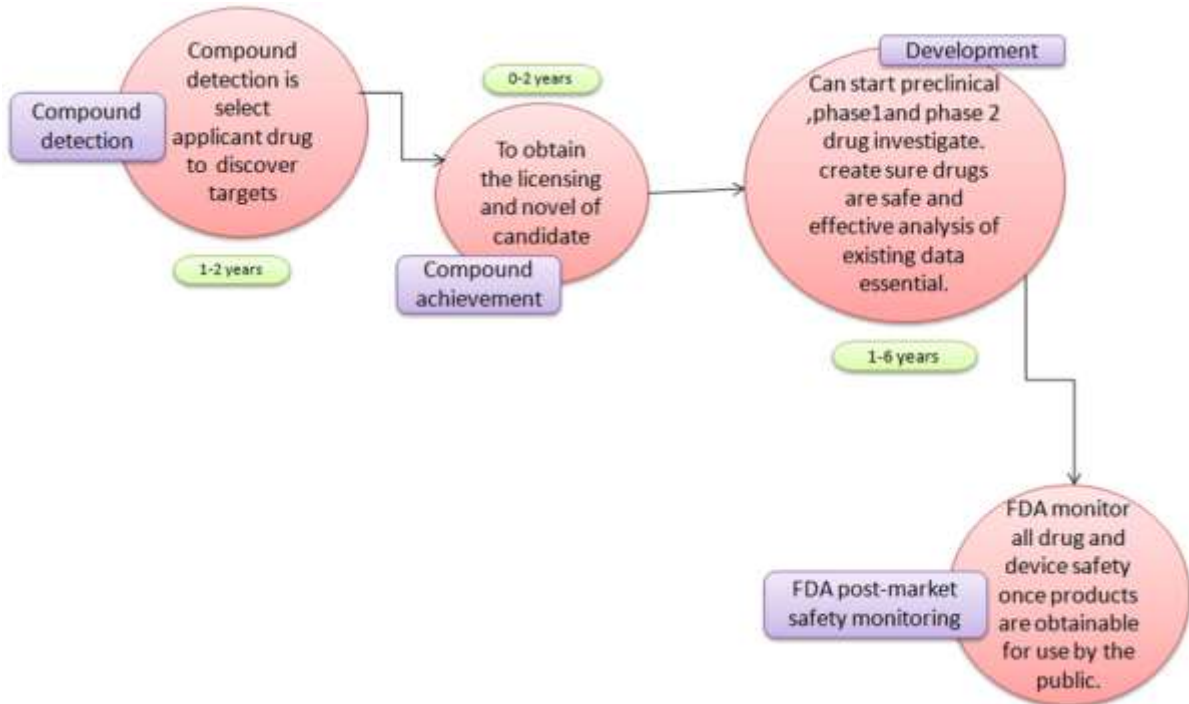 Compound
detection is
select
applicant drug
to discover
targets
Compound
detection
1-2 years
0-2 years
To obtain
the licensing
and novel of
candidate
Compound
achievement
Development
Can start preclinical
,phase1and phase 2
drug investigate.
create sure drugs
are safe and
effective analysis of
existing data
essential.
1-6 years
FDA monitor
all drug and
device safety
once products
are obtainable
for use by the
public.
FDA post-market
safety monitoring